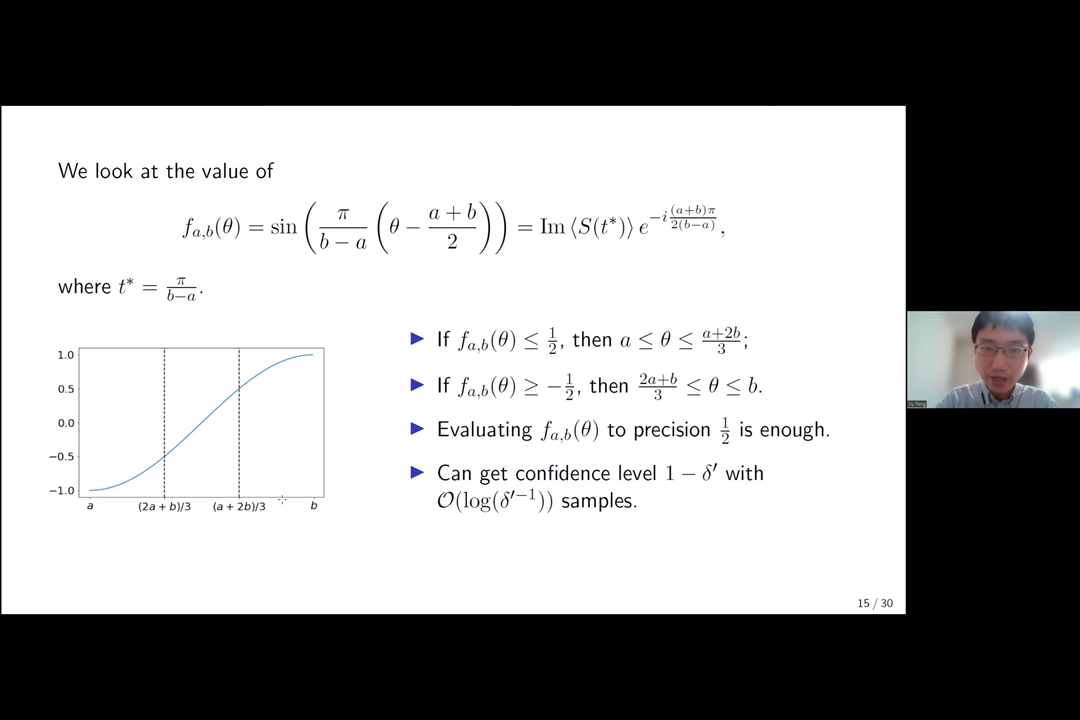 We look at the value of
f_{a,b}(θ) = sin ( π/(b − a) ( θ − (a + b)/2 ) ) = Im ⟨S(t*)⟩ e^{−i (a+b)π / 2(b−a)},
where t* = π/(b−a).
▶ If f_{a,b}(θ) ≤ 1/2, then a ≤ θ ≤ (a+2b)/3;
▶ If f_{a,b}(θ) ≥ −1/2, then (2a+b)/3 ≤ θ ≤ b.
▶ Evaluating f_{a,b}(θ) to precision 1/2 is enough.
▶ Can get confidence level 1 − δ′ with
O(log(δ′^{−1})) samples.
1.0
0.5
0.0
−0.5
−1.0
a (2a + b)/3 (a + 2b)/3 b
15 / 30
Yu Tong